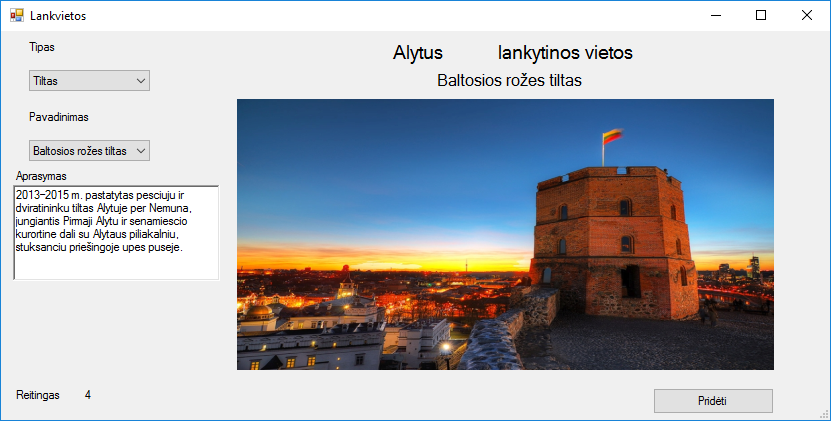 Lankvietos
Tipas
Tiltas
Pavadinimas
Baltosios rožes tiltas
Aprasymas
2013–2015 m. pastatytas pesciuju ir
dviratininku tiltas Alytuje per Nemuna,
jungiantis Pirmaji Alytu ir senamiescio
kurortine dali su Alytaus piliakalniu,
stuksanciu priešingoje upes puseje.
Reitingas 4
Alytus lankytinos vietos
Baltosios rožes tiltas
Pridėti